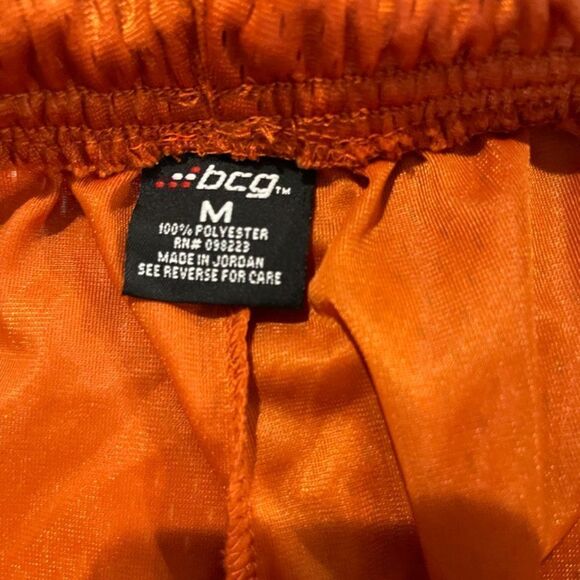 bcg™
M
100% POLYESTER
RN# 098223
MADE IN JORDAN
SEE REVERSE FOR CARE